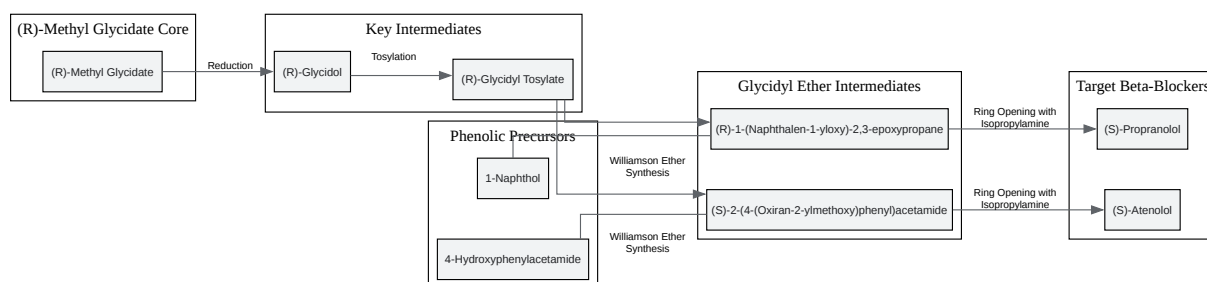 (R)-Methyl Glycidate Core
(R)-Methyl Glycidate
Reduction
Key Intermediates
(R)-Glycidol
Tosylation
(R)-Glycidyl Tosylate
Phenolic Precursors
1-Naphthol
4-Hydroxyphenylacetamide
Williamson Ether
Synthesis
Williamson Ether
Synthesis
Glycidyl Ether Intermediates
(R)-1-(Naphthalen-1-yloxy)-2,3-epoxypropane
(S)-2-(4-(Oxiran-2-ylmethoxy)phenyl)acetamide
Ring Opening with
Isopropylamine
Ring Opening with
Isopropylamine
Target Beta-Blockers
(S)-Propranolol
(S)-Atenolol